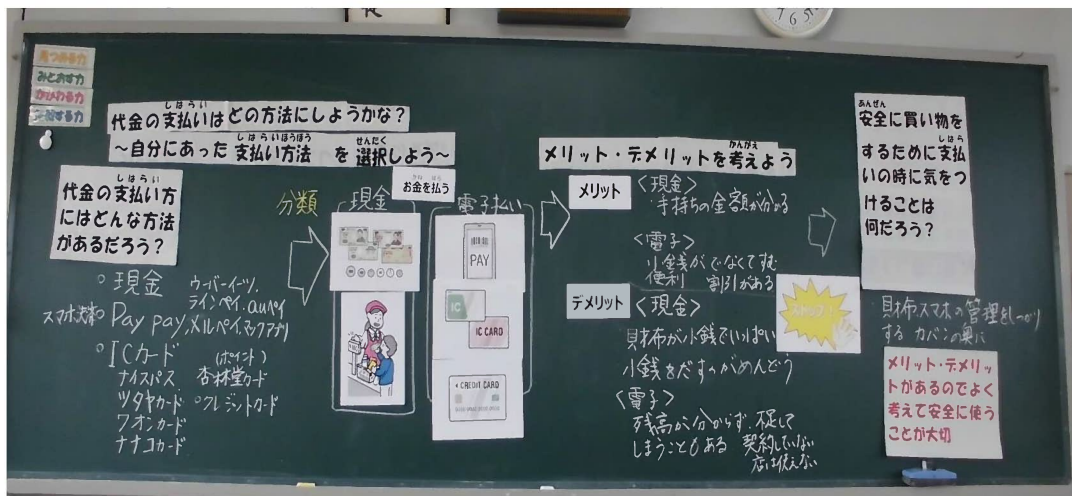 みとおす力
かかわる力
代金の支払いはどの方法にしようかな？
～自分にあった支払い方法を選択しよう～
代金の支払い方
にはどんな方法
があるだろう？
○現金
ウーバーイーツ、
ラインペイ、auペイ
スマホ決済○Pay pay、メルペイ、マックアプリ
○ICカード
ナイスパス
ツタヤカード
ワオンカード
ナナコカード
(ポイント)
杏林堂カード
○クレジットカード
分類
お金を払う
現金
電子払い
PAY
IC
IC CARD
CREDIT CARD
メリット・デメリットを考えよう
メリット
<現金>
手持ちの金額が分かる
<電子>
小銭がでなくてすむ
便利 割引がある
デメリット
<現金>
財布が小銭でいっぱい
小銭をだすのがめんどう
<電子>
残高が分からず、不足して
しまうこともある
契約していない
店は使えない
安全に買い物を
するために支払
いの時に気をつ
けることは
何だろう？
財布スマホの管理をしっかり
する カバンの奥に
メリット・デメリッ
トがあるのでよく
考えて安全に使う
ことが大切